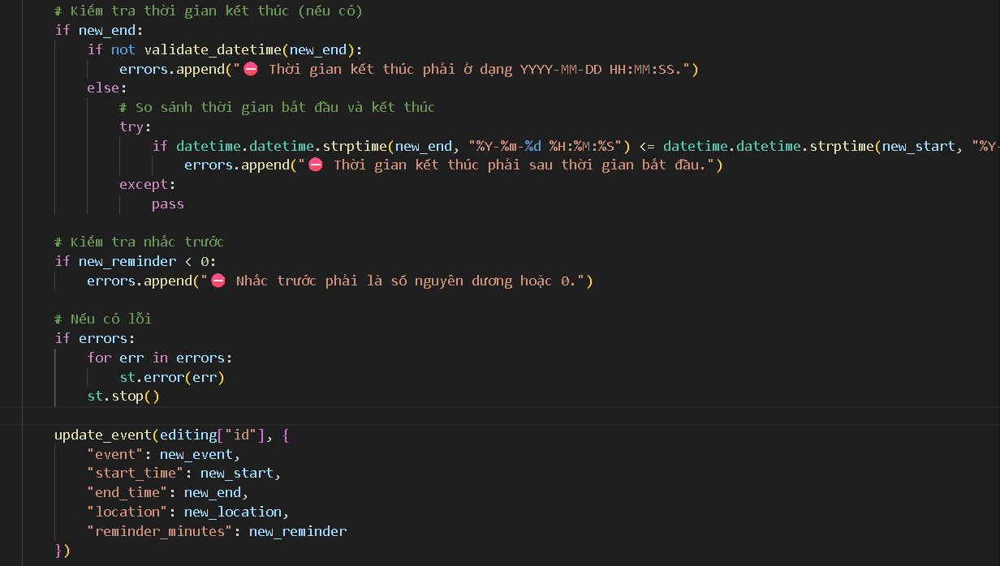 # Kiểm tra thời gian kết thúc (nếu có)
if new_end:
if not validate_datetime(new_end):
errors.append("⛔ Thời gian kết thúc phải ở dạng YYYY-MM-DD HH:MM:SS.")
else:
# So sánh thời gian bắt đầu và kết thúc
try:
if datetime.datetime.strptime(new_end, "%Y-%m-%d %H:%M:%S") <= datetime.datetime.strptime(new_start, "%Y-
errors.append("⛔ Thời gian kết thúc phải sau thời gian bắt đầu.")
except:
pass
# Kiểm tra nhắc trước
if new_reminder < 0:
errors.append("⛔ Nhắc trước phải là số nguyên dương hoặc 0.")
# Nếu có lỗi
if errors:
for err in errors:
st.error(err)
st.stop()
update_event(editing["id"], {
"event": new_event,
"start_time": new_start,
"end_time": new_end,
"location": new_location,
"reminder_minutes": new_reminder
})